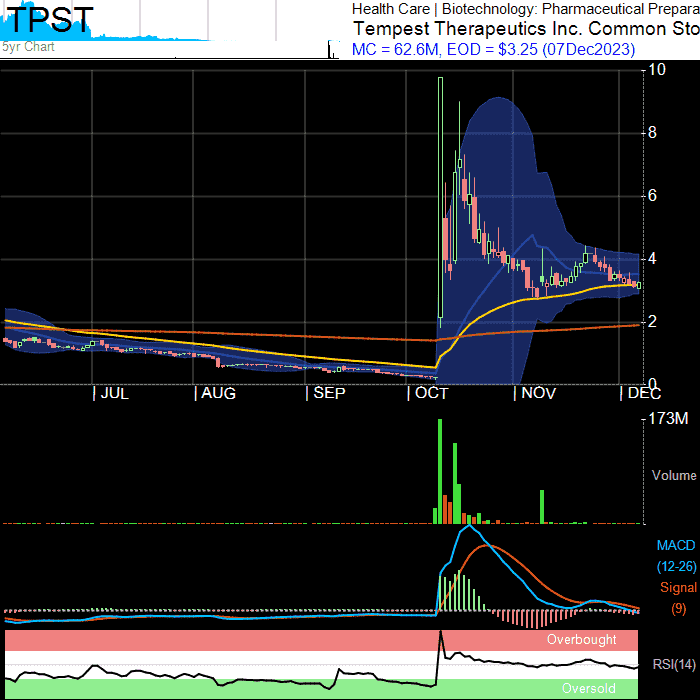 TPST
5yr Chart
Health Care | Biotechnology: Pharmaceutical Prepara
Tempest Therapeutics Inc. Common Sto
MC = 62.6M, EOD = $3.25 (07Dec2023)
10
8
6
4
2
0
| JUL | AUG | SEP | OCT | NOV | DEC
173M
Volume
MACD
(12-26)
Signal
(9)
Overbought
RSI(14)
Oversold